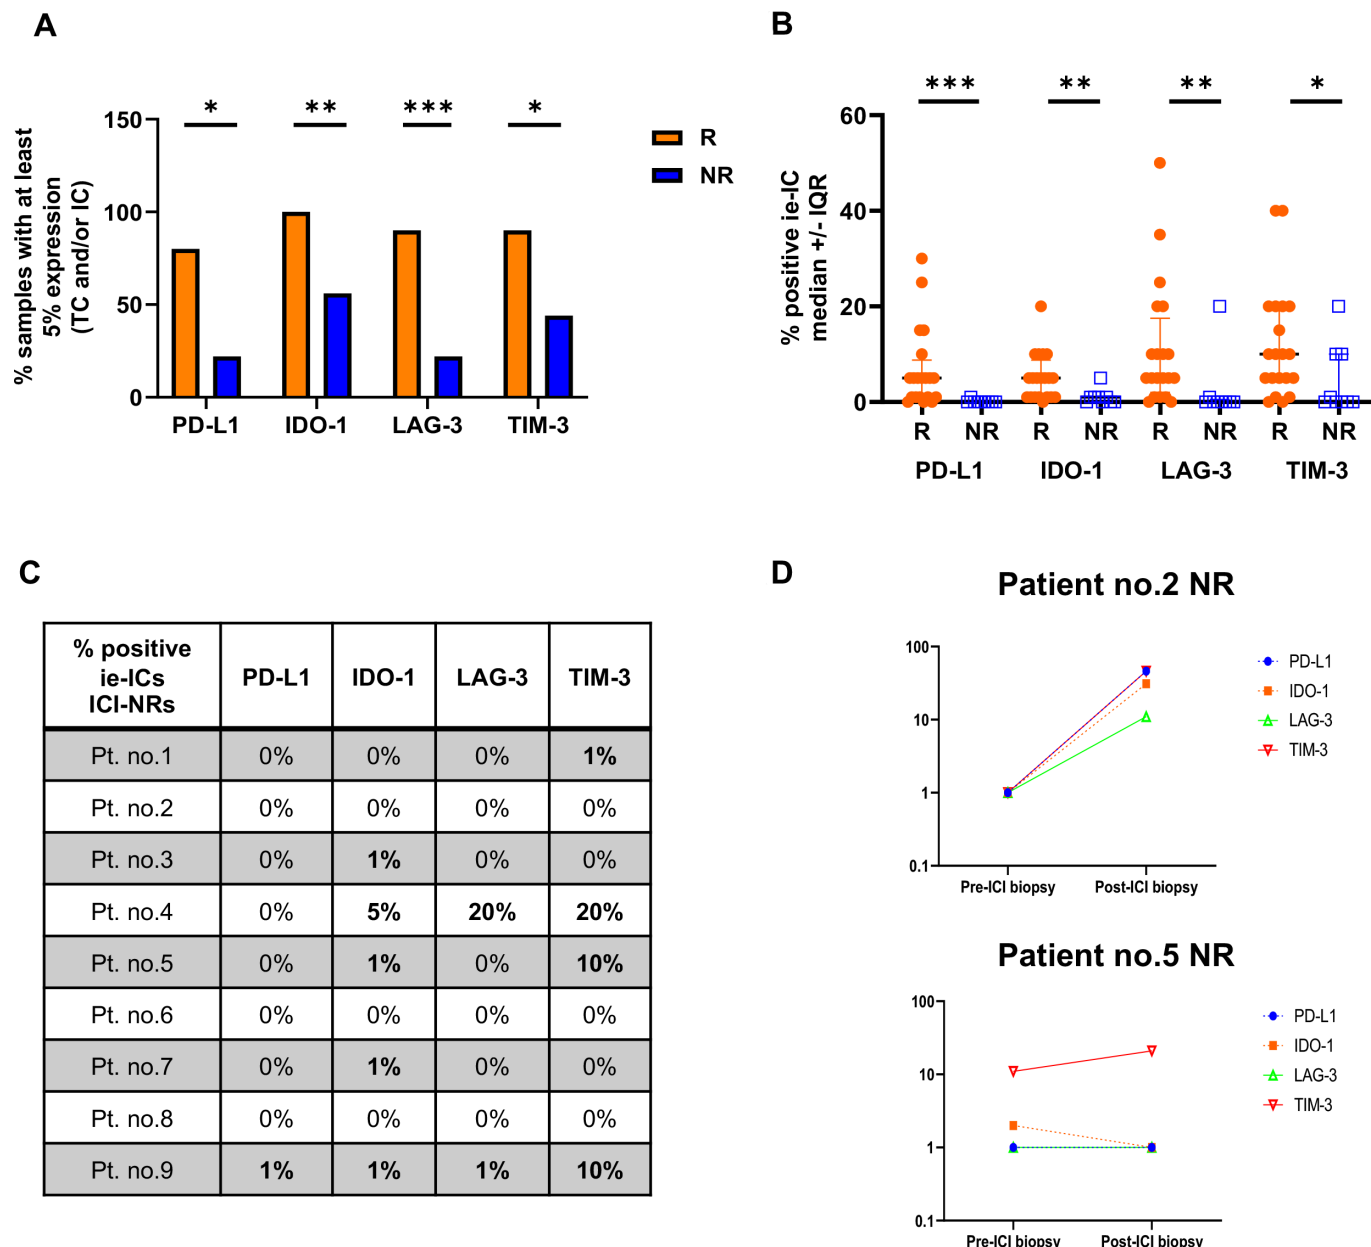 A
% samples with at least
5% expression
(TC and/or IC)
150
100
50
0
*
**
***
*
PD-L1 IDO-1 LAG-3 TIM-3
R
NR
B
% positive ie-IC
median +/- IQR
60
40
20
0
***
**
**
*
R NR R NR R NR R NR
PD-L1 IDO-1 LAG-3 TIM-3
C
% positive
ie-ICs
ICI-NRs
PD-L1 IDO-1 LAG-3 TIM-3
Pt. no.1 0% 0% 0% 1%
Pt. no.2 0% 0% 0% 0%
Pt. no.3 0% 1% 0% 0%
Pt. no.4 0% 5% 20% 20%
Pt. no.5 0% 1% 0% 10%
Pt. no.6 0% 0% 0% 0%
Pt. no.7 0% 1% 0% 0%
Pt. no.8 0% 0% 0% 0%
Pt. no.9 1% 1% 1% 10%
D
Patient no.2 NR
100
10
1
0.1
Pre-ICI biopsy Post-ICI biopsy
PD-L1
IDO-1
LAG-3
TIM-3
Patient no.5 NR
100
10
1
0.1
Pre-ICI biopsy Post-ICI biopsy
PD-L1
IDO-1
LAG-3
TIM-3